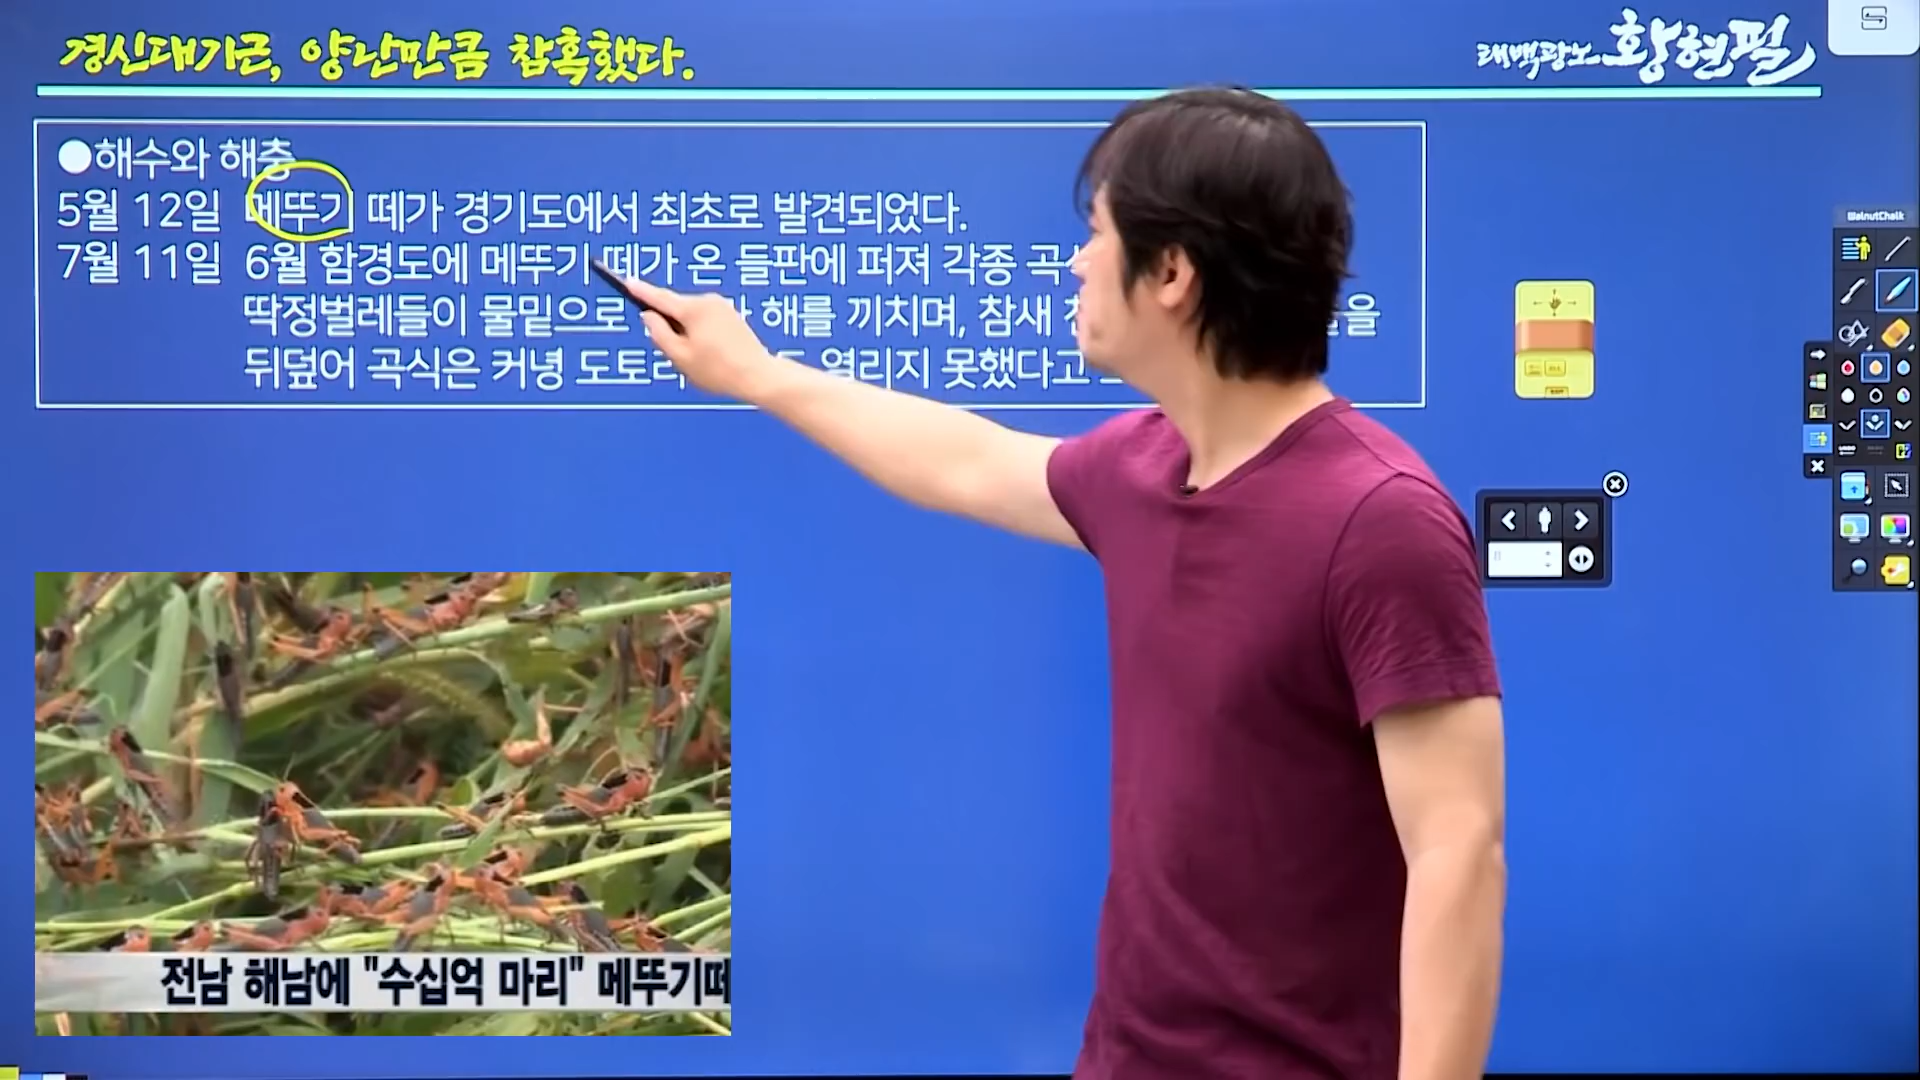 경신대기근, 양난만큼 참혹했다.
태백광노 황현필
●해수와 해충
5월 12일 메뚜기 떼가 경기도에서 최초로 발견되었다.
7월 11일 6월 함경도에 메뚜기 떼가 온 들판에 퍼져 각종 곡
딱정벌레들이 물밑으로 해를 끼치며, 참새 을
뒤덮어 곡식은 커녕 도토리 열리지 못했다고
WalnutChalk
전남 해남에 "수십억 마리" 메뚜기떼